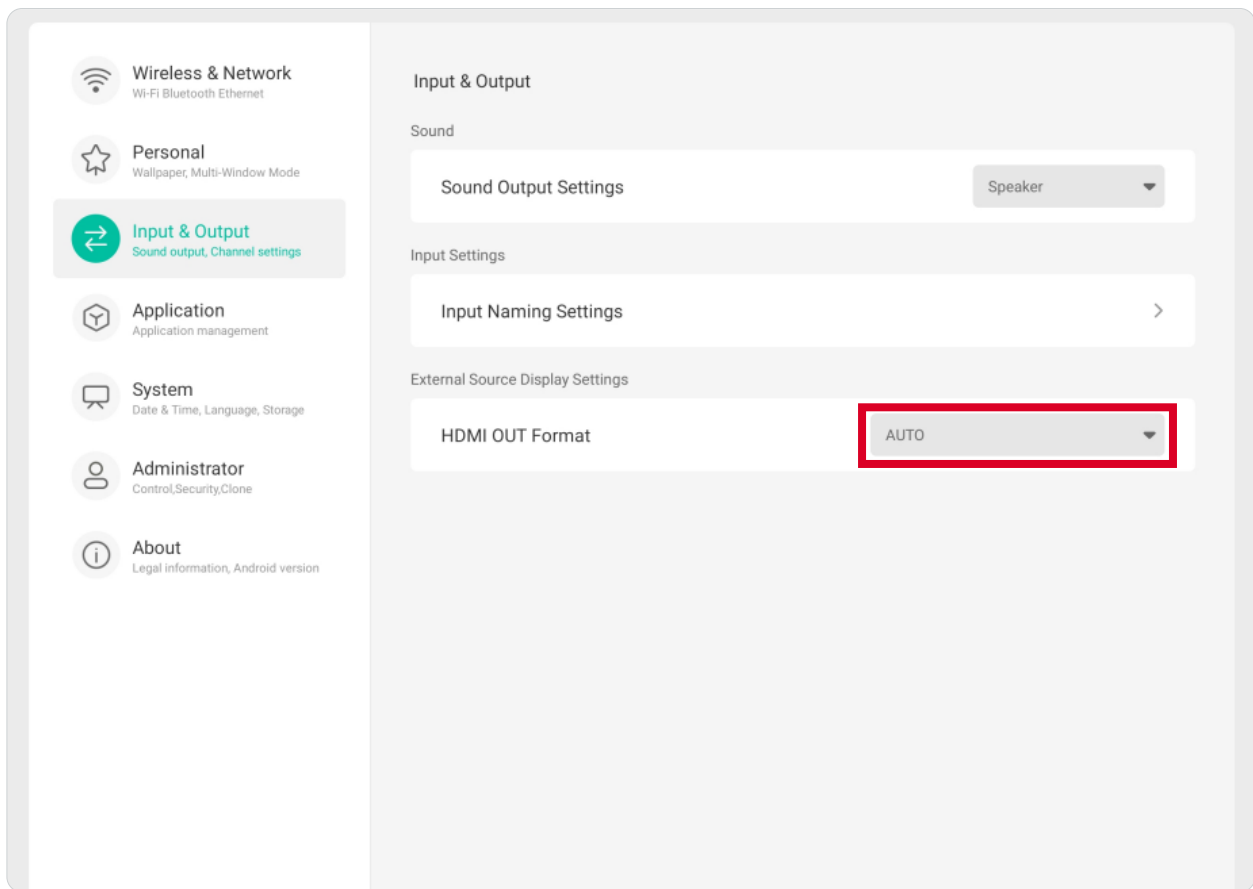 Wireless & Network
Wi-Fi Bluetooth Ethernet
Personal
Wallpaper, Multi-Window Mode
Input & Output
Sound output, Channel settings
Application
Application management
System
Date & Time, Language, Storage
Administrator
Control,Security,Clone
About
Legal information, Android version
Input & Output
Sound
Sound Output Settings
Speaker
Input Settings
Input Naming Settings
External Source Display Settings
HDMI OUT Format
AUTO